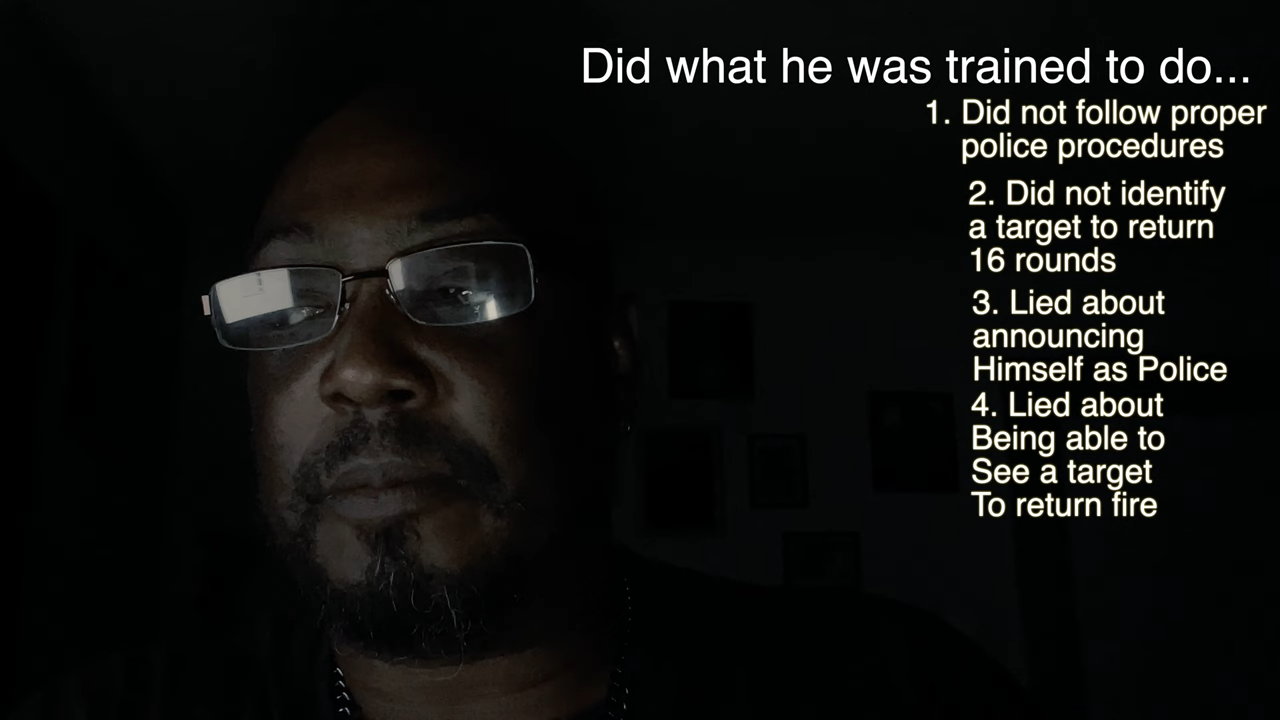 Did what he was trained to do...
1. Did not follow proper
police procedures
2. Did not identify
a target to return
16 rounds
3. Lied about
announcing
Himself as Police
4. Lied about
Being able to
See a target
To return fire